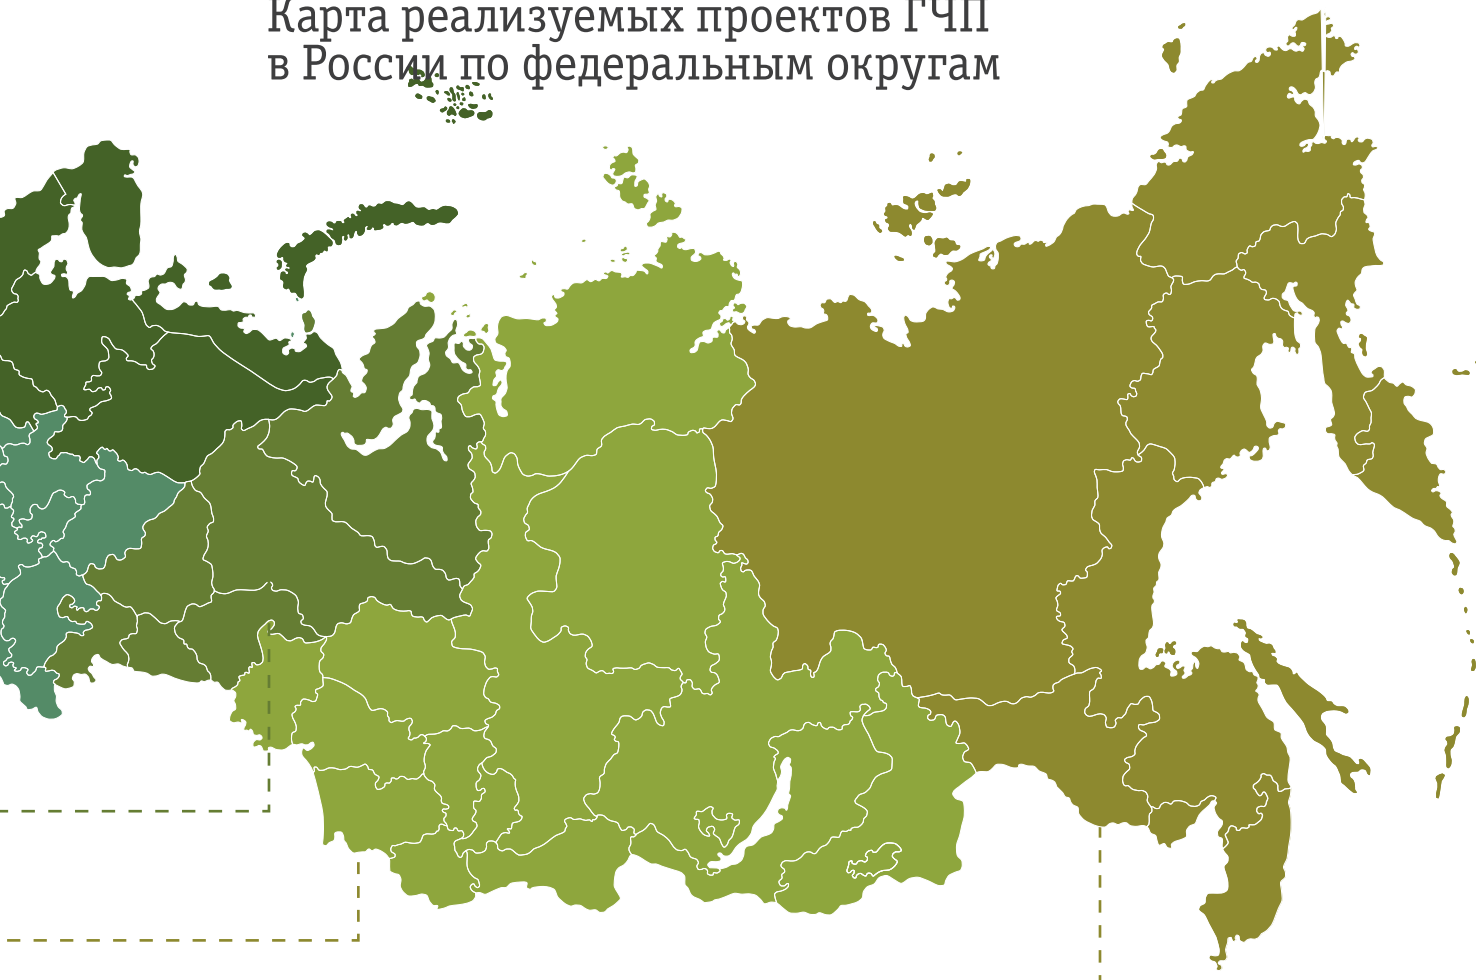 Карта реализуемых проектов ГЧП
в России по федеральным округам